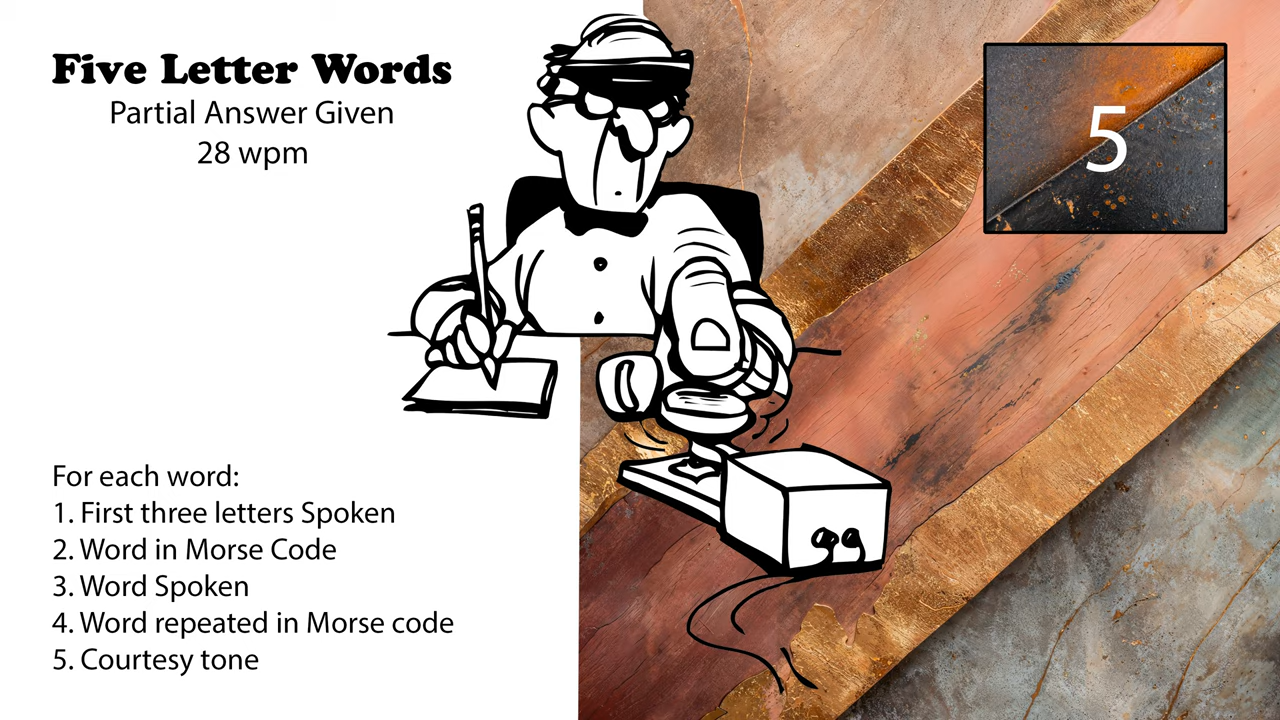 Five Letter Words
Partial Answer Given
28 wpm
5
For each word:
1. First three letters Spoken
2. Word in Morse Code
3. Word Spoken
4. Word repeated in Morse code
5. Courtesy tone